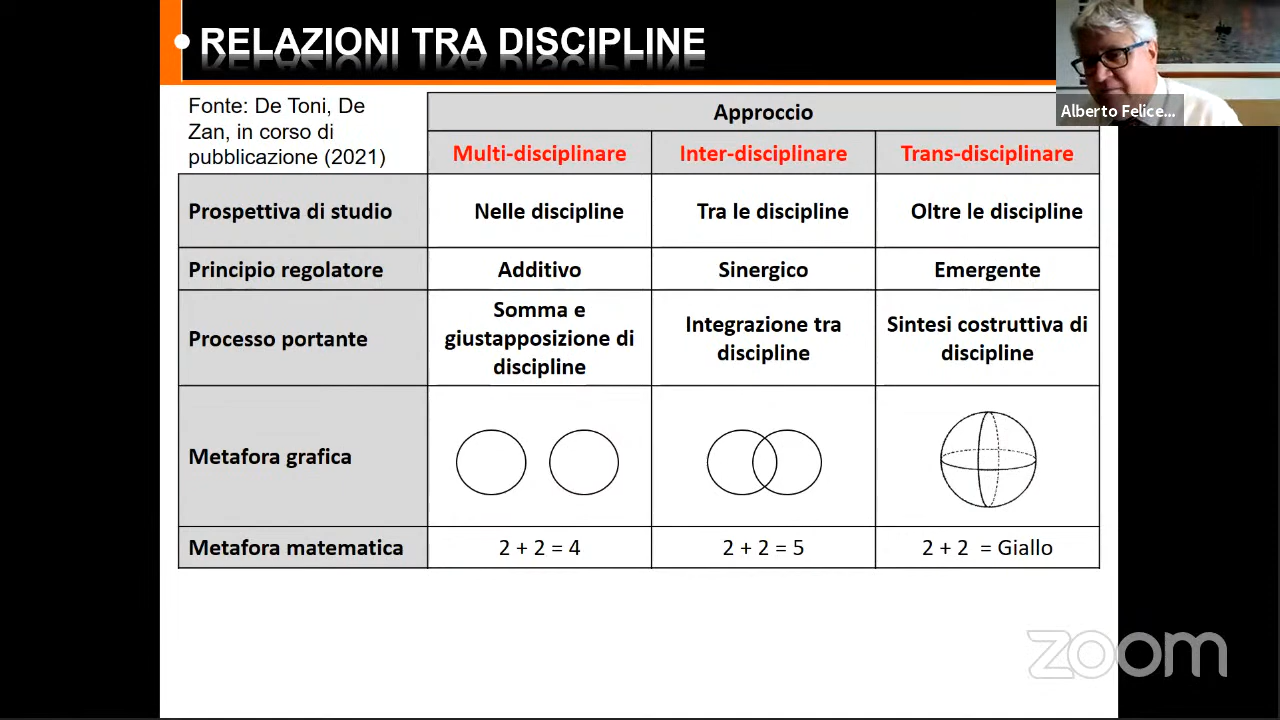 RELAZIONI TRA DISCIPLINE
Alberto Felice...
Fonte: De Toni, De
Zan, in corso di
pubblicazione (2021)
Approccio
Multi-disciplinare
Inter-disciplinare
Trans-disciplinare
Prospettiva di studio
Nelle discipline
Tra le discipline
Oltre le discipline
Principio regolatore
Additivo
Sinergico
Emergente
Processo portante
Somma e
giustapposizione di
discipline
Integrazione tra
discipline
Sintesi costruttiva di
discipline
Metafora grafica
Metafora matematica
2 + 2 = 4
2 + 2 = 5
2 + 2 = Giallo
zoom